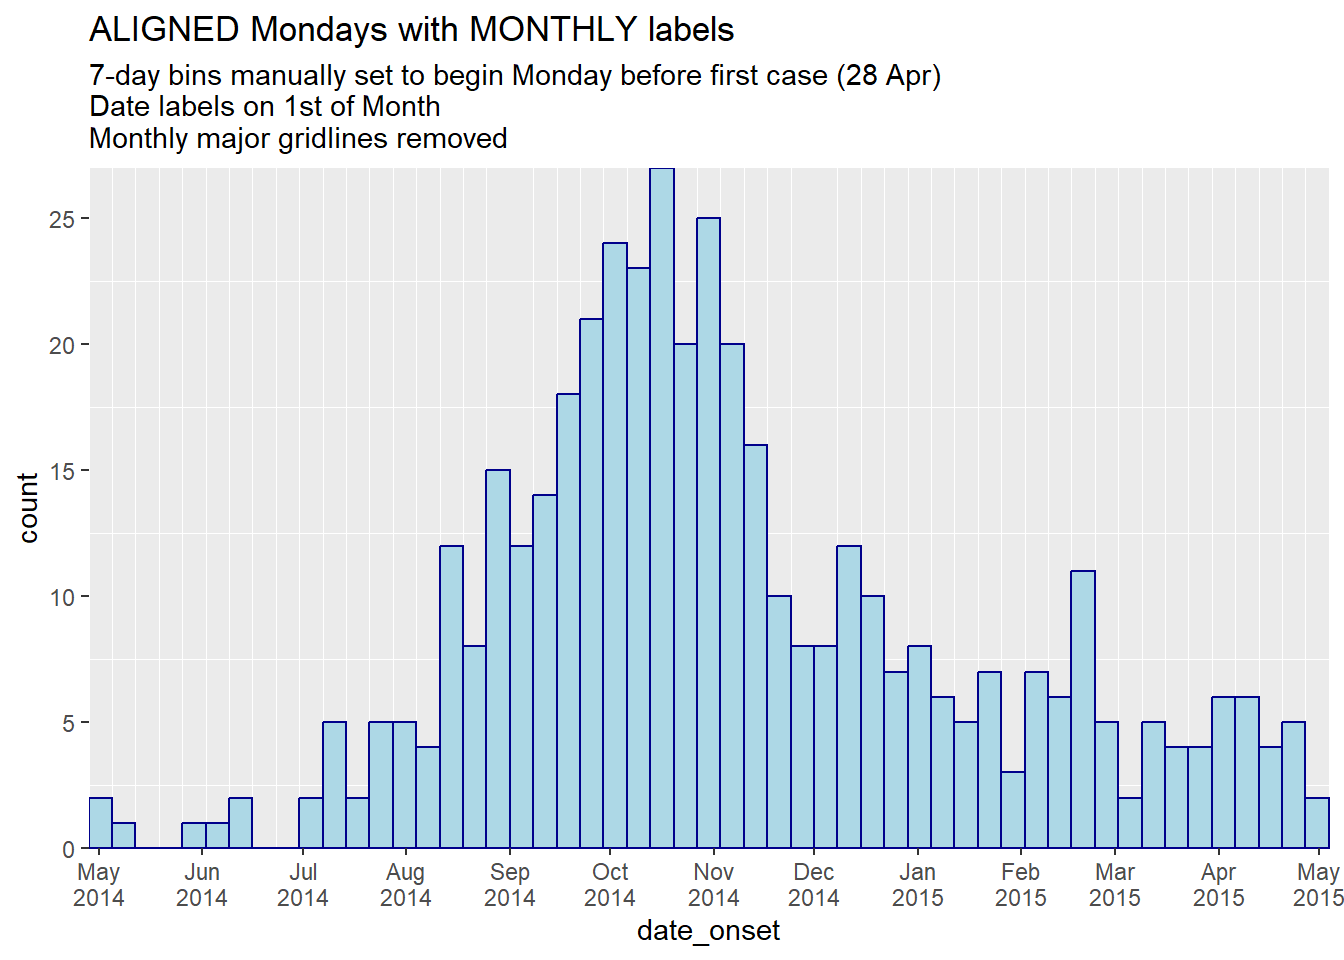 ALIGNED Mondays with MONTHLY labels
7-day bins manually set to begin Monday before first case (28 Apr)
Date labels on 1st of Month
Monthly major gridlines removed
25
20
15
10
5
0
count
May Jun Jul Aug Sep Oct Nov Dec Jan Feb Mar Apr May
2014 2014 2014 2014 2014 2014 2014 2014 2015 2015 2015 2015 2015
date_onset